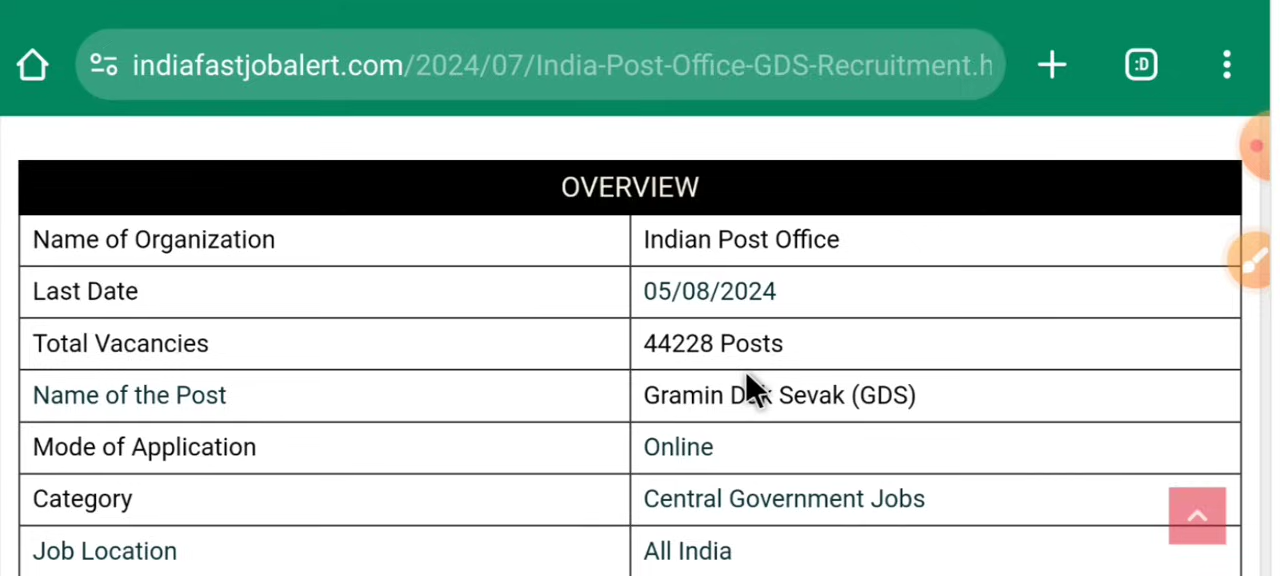 indiafastjobalert.com/2024/07/India-Post-Office-GDS-Recruitment.h
:D
OVERVIEW
Name of Organization Indian Post Office
Last Date 05/08/2024
Total Vacancies 44228 Posts
Name of the Post Gramin Dak Sevak (GDS)
Mode of Application Online
Category Central Government Jobs
Job Location All India